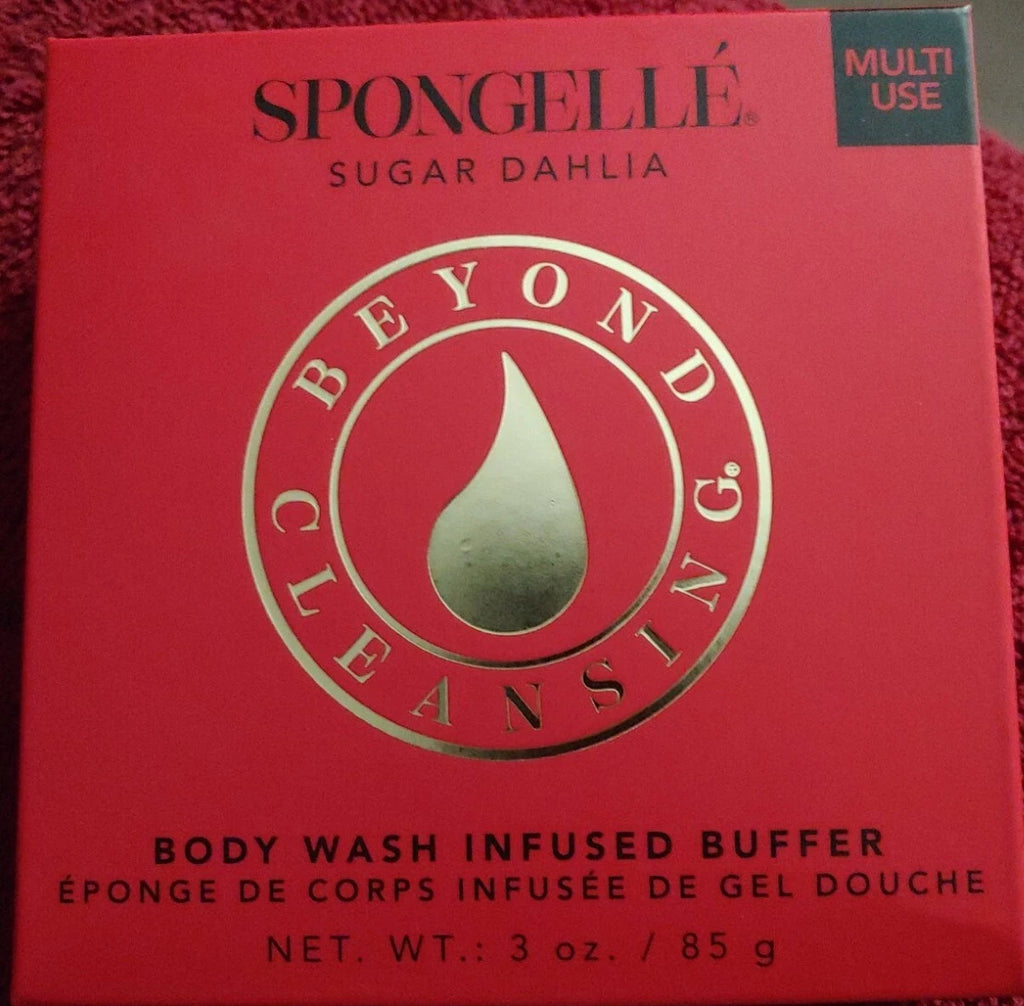 SPONGELLÉ®
MULTI
USE
SUGAR DAHLIA
BEYOND
CLEANSING®
BODY WASH INFUSED BUFFER
ÉPONGE DE CORPS INFUSÉE DE GEL DOUCHE
NET. WT.: 3 oz. / 85 g